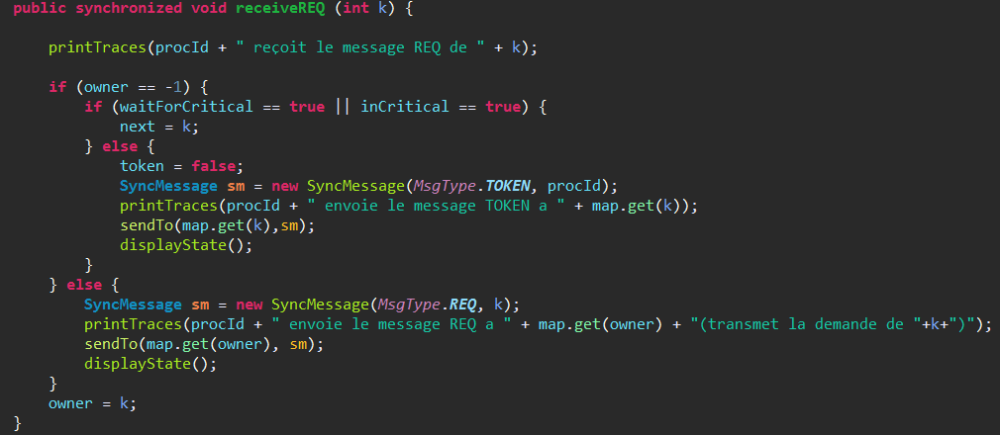 public synchronized void receiveREQ (int k) {
printTraces(procId + " reçoit le message REQ de " + k);
if (owner == -1) {
if (waitForCritical == true || inCritical == true) {
next = k;
} else {
token = false;
SyncMessage sm = new SyncMessage(MsgType.TOKEN, procId);
printTraces(procId + " envoie le message TOKEN a " + map.get(k));
sendTo(map.get(k),sm);
displayState();
}
} else {
SyncMessage sm = new SyncMessage(MsgType.REQ, k);
printTraces(procId + " envoie le message REQ a " + map.get(owner) + "(transmet la demande de "+k+")");
sendTo(map.get(owner), sm);
displayState();
}
owner = k;
}